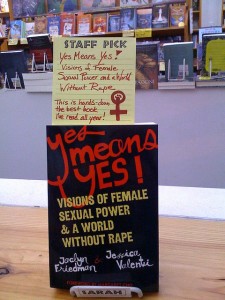 STAFF PICK
Yes Means Yes!
Visions of Female
Sexual Power and a World
Without Rape
This is hands-down
the best book
I've read all year!
yes
means
YES!
VISIONS OF FEMALE
SEXUAL POWER
& A WORLD
WITHOUT RAPE
Jaclyn Friedman & Jessica Valenti
SARAH